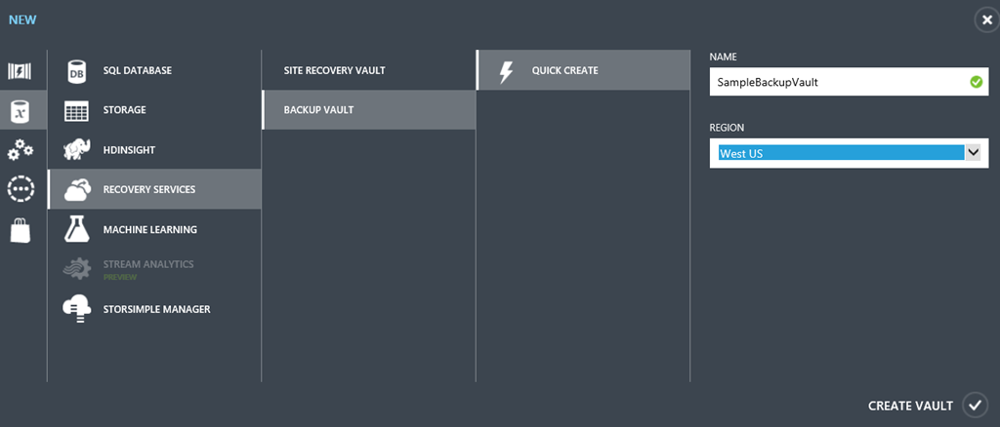 NEW
DB
SQL DATABASE
STORAGE
HDINSIGHT
RECOVERY SERVICES
MACHINE LEARNING
STREAM ANALYTICS
PREVIEW
STORSIMPLE MANAGER
SITE RECOVERY VAULT
BACKUP VAULT
QUICK CREATE
NAME
SampleBackupVault
REGION
West US
CREATE VAULT